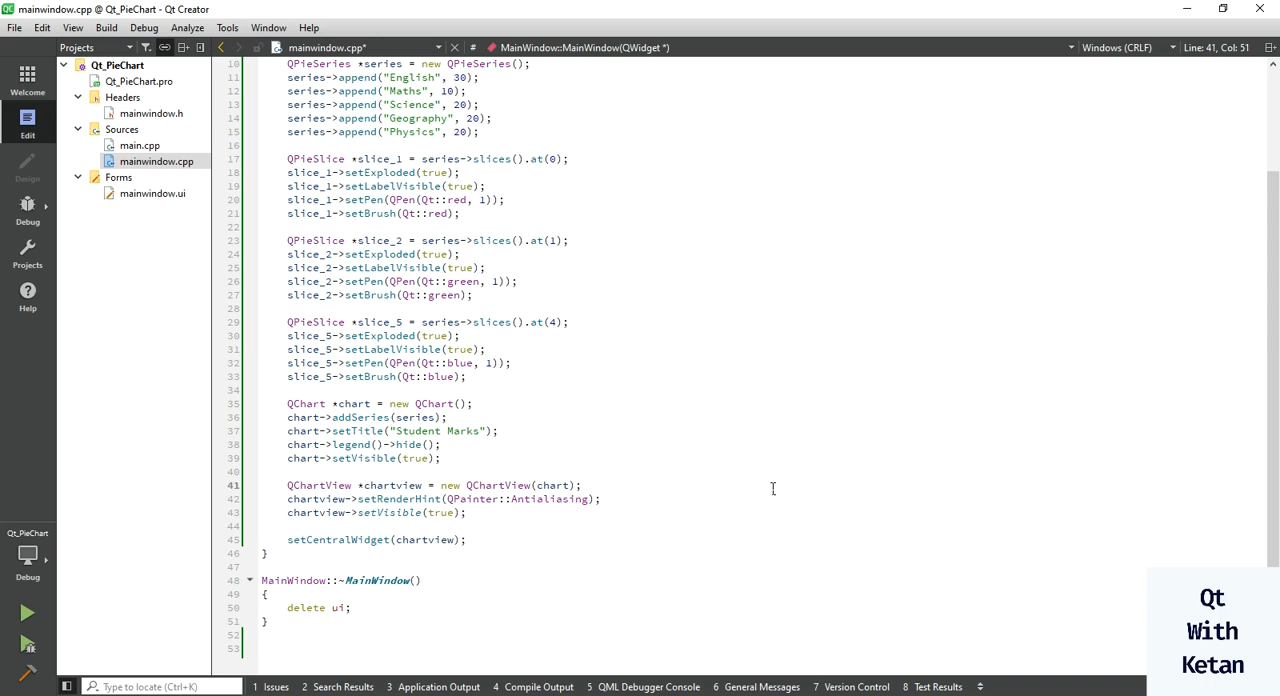 mainwindow.cpp @ Qt_PieChart - Qt Creator
File Edit View Build Debug Analyze Tools Window Help
Projects mainwindow.cpp* # MainWindow::MainWindow(QWidget *) Windows (CRLF) Line: 41, Col: 51
Welcome
Edit
Design
Debug
Projects
Help
Qt_PieChart
Debug
Qt_PieChart
Qt_PieChart.pro
Headers
mainwindow.h
Sources
main.cpp
mainwindow.cpp
Forms
mainwindow.ui
10 QPieSeries *series = new QPieSeries();
11 series->append("English", 30);
12 series->append("Maths", 10);
13 series->append("Science", 20);
14 series->append("Geography", 20);
15 series->append("Physics", 20);
16
17 QPieSlice *slice_1 = series->slices().at(0);
18 slice_1->setExploded(true);
19 slice_1->setLabelVisible(true);
20 slice_1->setPen(QPen(Qt::red, 1));
21 slice_1->setBrush(Qt::red);
22
23 QPieSlice *slice_2 = series->slices().at(1);
24 slice_2->setExploded(true);
25 slice_2->setLabelVisible(true);
26 slice_2->setPen(QPen(Qt::green, 1));
27 slice_2->setBrush(Qt::green);
28
29 QPieSlice *slice_5 = series->slices().at(4);
30 slice_5->setExploded(true);
31 slice_5->setLabelVisible(true);
32 slice_5->setPen(QPen(Qt::blue, 1));
33 slice_5->setBrush(Qt::blue);
34
35 QChart *chart = new QChart();
36 chart->addSeries(series);
37 chart->setTitle("Student Marks");
38 chart->legend()->hide();
39 chart->setVisible(true);
40
41 QChartView *chartview = new QChartView(chart);
42 chartview->setRenderHint(QPainter::Antialiasing);
43 chartview->setVisible(true);
44
45 setCentralWidget(chartview);
46 }
47
48 MainWindow::~MainWindow()
49 {
50 delete ui;
51 }
52
53
Qt
With
Ketan
Type to locate (Ctrl+K) 1 Issues 2 Search Results 3 Application Output 4 Compile Output 5 QML Debugger Console 6 General Messages 7 Version Control 8 Test Results